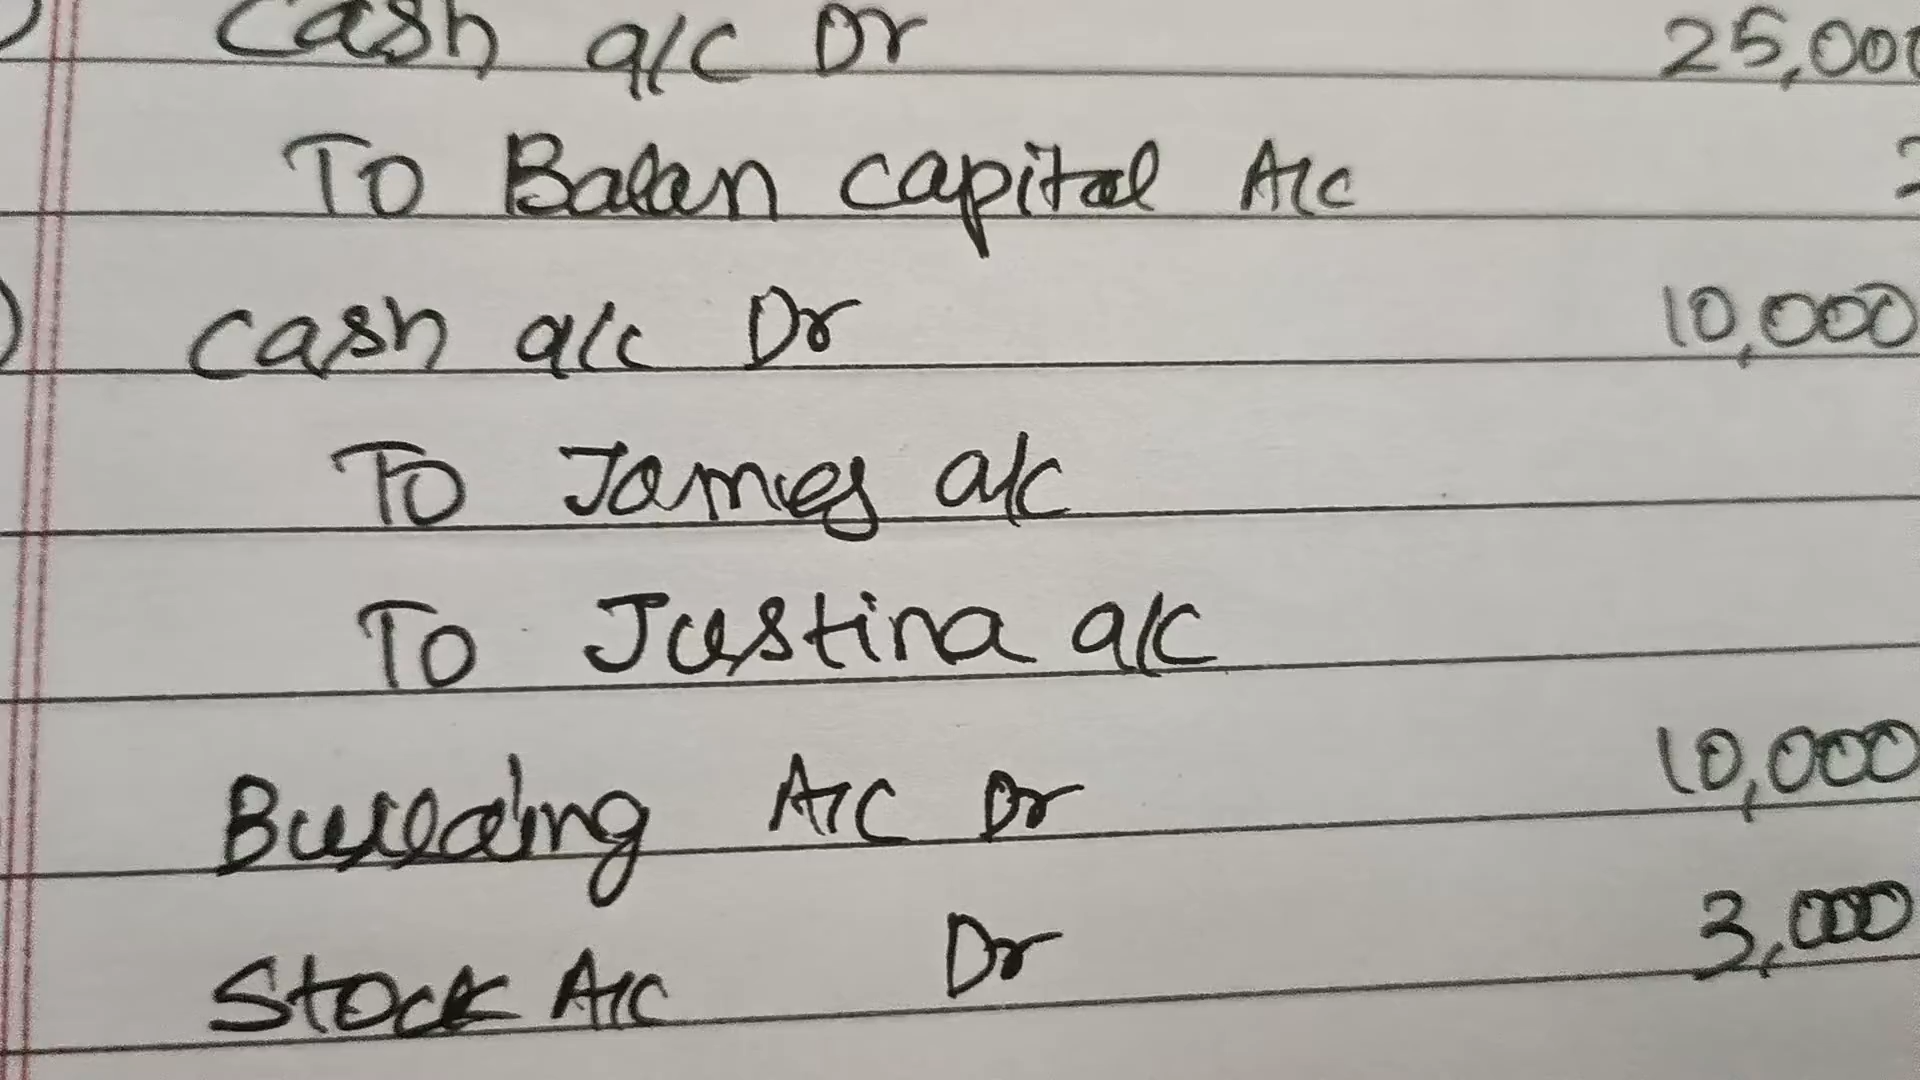 Cash a/c Dr 25,000
To Balan capital A/c
Cash a/c Dr 10,000
To James a/c
To Justina a/c
Building A/C Dr 10,000
Stock A/C Dr 3,000